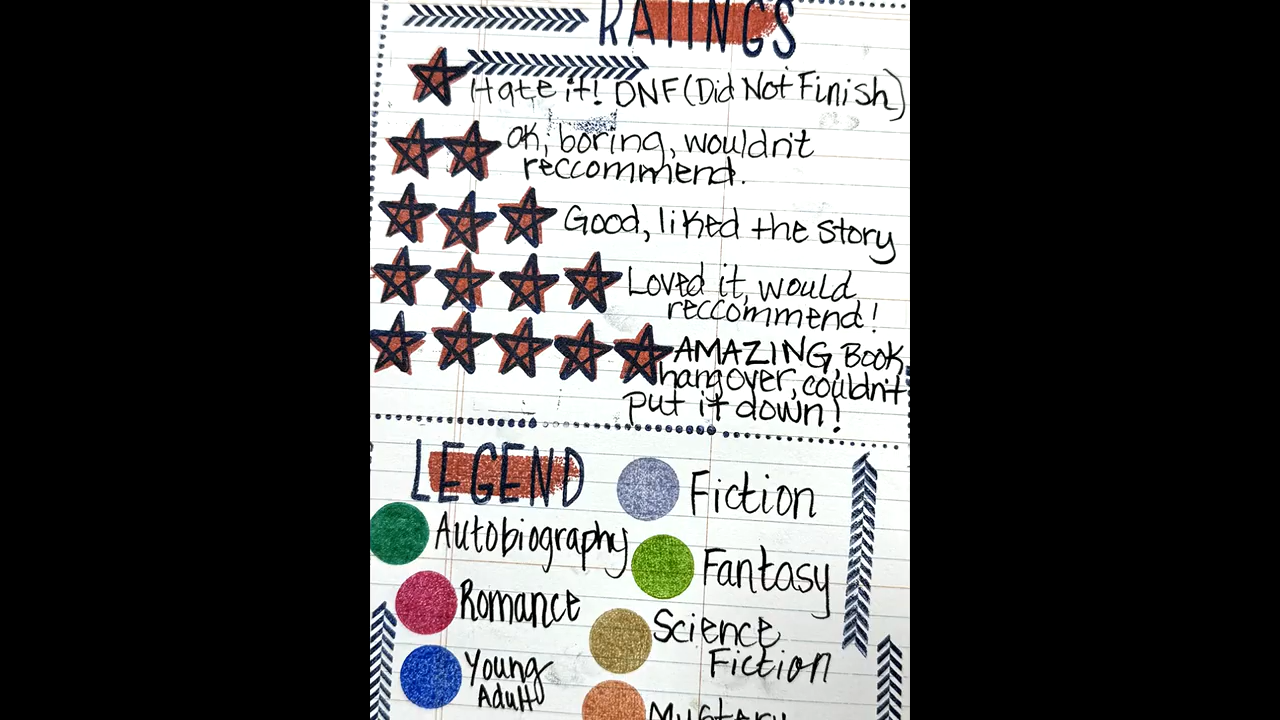 RATINGS
Hate it! DNF (Did Not Finish)
OK, boring, wouldn't
reccommend.
Good, liked the story
Loved it, would
reccommend!
AMAZING, Book
hangover, couldn't
put it down!
LEGEND
Autobiography
Romance
Young
Adult
Fiction
Fantasy
Science
Fiction
Mystery